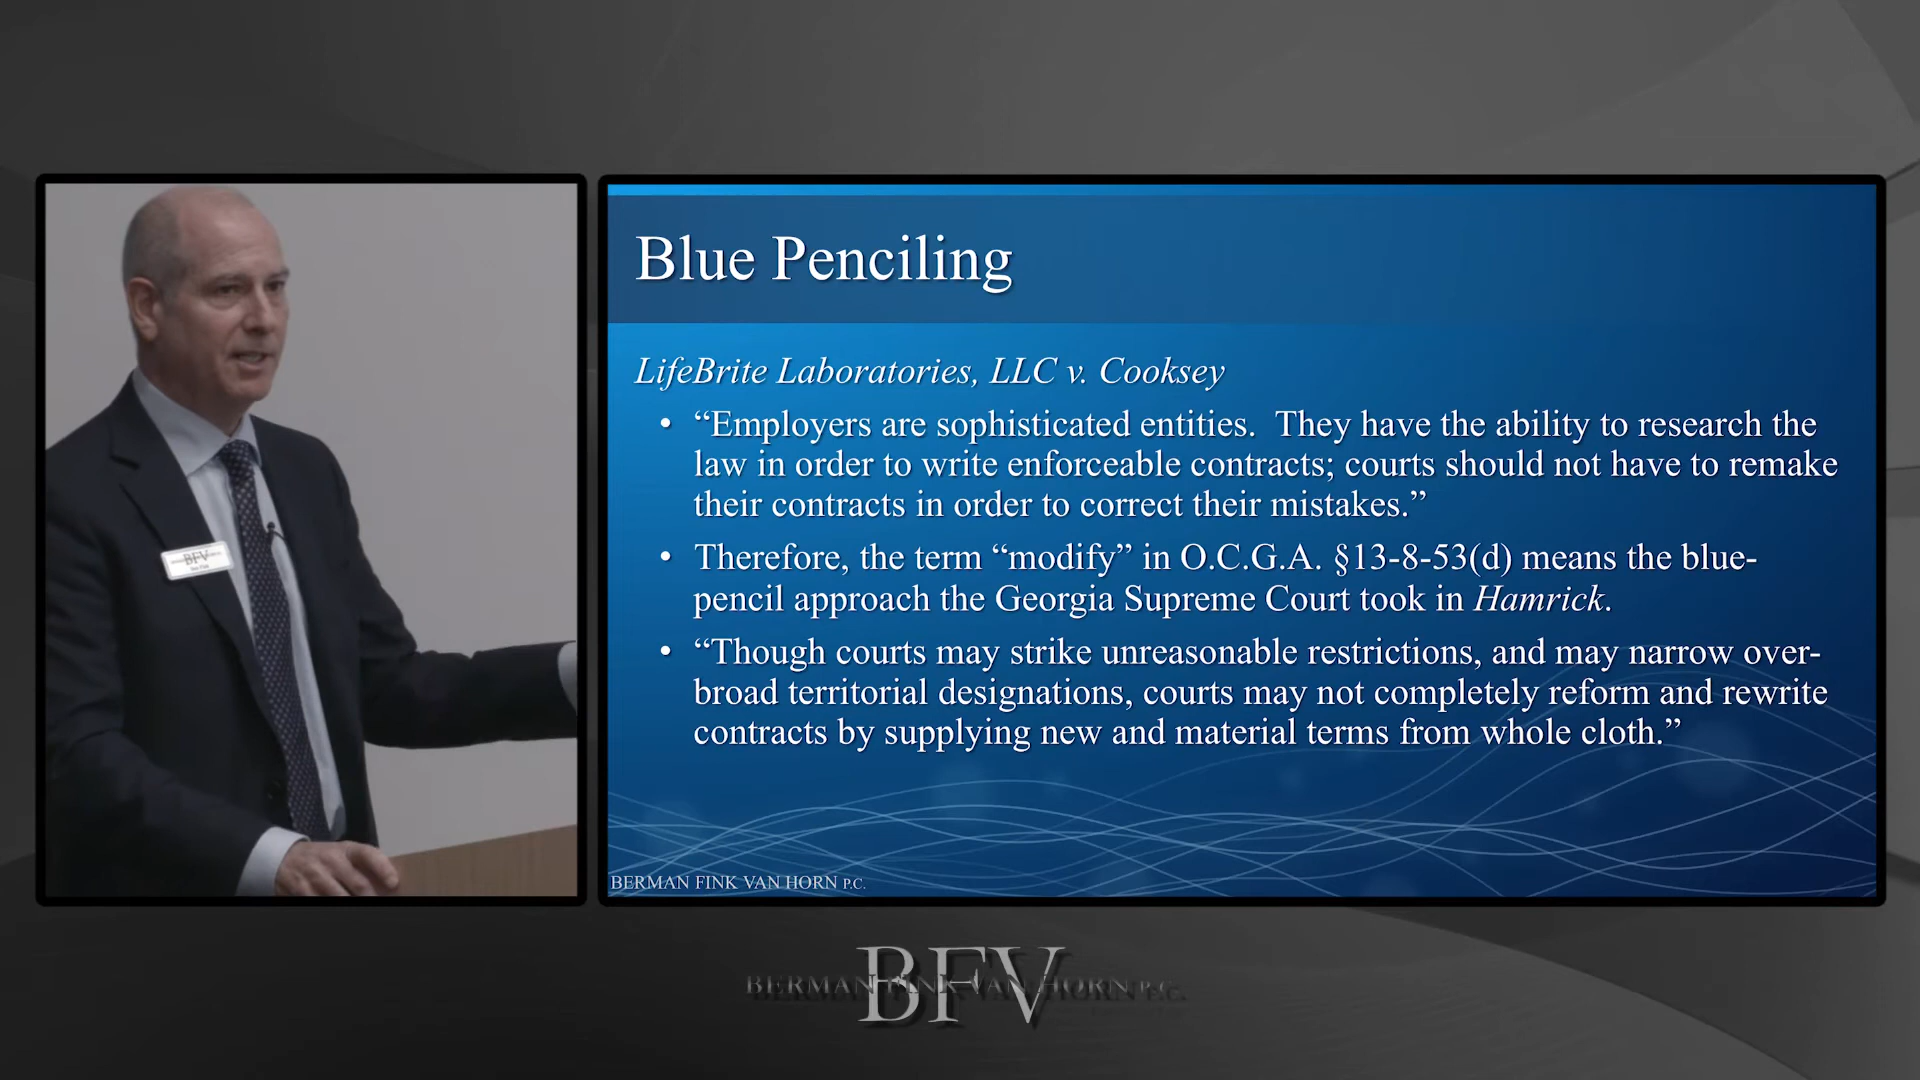 Blue Penciling
LifeBrite Laboratories, LLC v. Cooksey
• “Employers are sophisticated entities.  They have the ability to research the
law in order to write enforceable contracts; courts should not have to remake
their contracts in order to correct their mistakes.”
• Therefore, the term “modify” in O.C.G.A. §13-8-53(d) means the blue-
pencil approach the Georgia Supreme Court took in Hamrick.
• “Though courts may strike unreasonable restrictions, and may narrow over-
broad territorial designations, courts may not completely reform and rewrite
contracts by supplying new and material terms from whole cloth.”
BERMAN FINK VAN HORN P.C.
BFV
BFV
BERMAN FINK VAN HORN P.C.